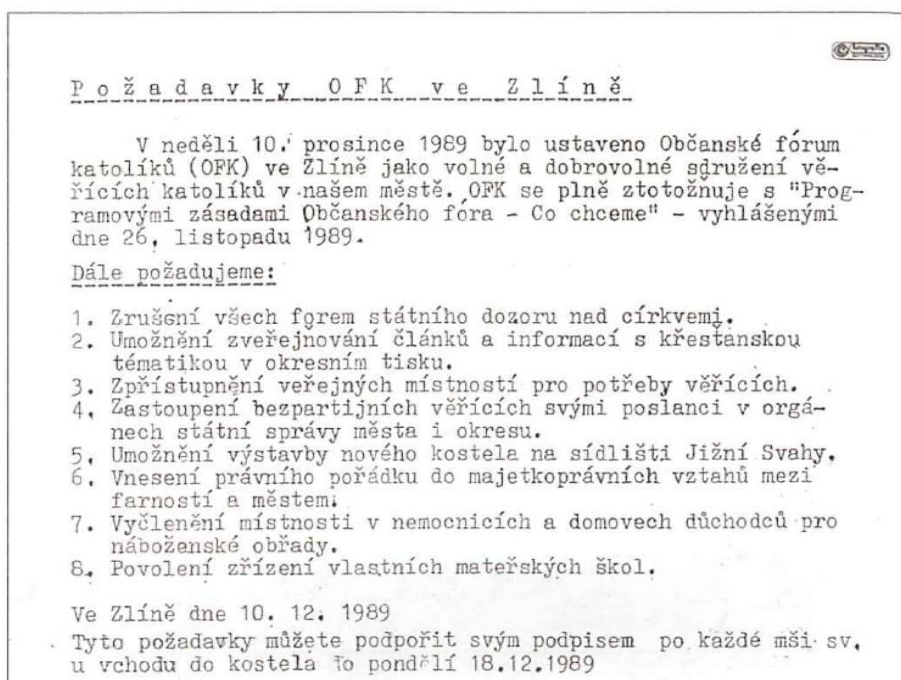 Požadavky OFK ve Zlíně
V neděli 10. prosince 1989 bylo ustaveno Občanské fórum
katolíků (OFK) ve Zlíně jako volné a dobrovolné sdružení vě-
řících katolíků v našem městě. OFK se plně ztotožňuje s "Prog-
ramovými zásadami Občanského fóra - Co chceme" - vyhlášenými
dne 26. listopadu 1989.
Dále požadujeme:
1. Zrušení všech forem státního dozoru nad církvemi.
2. Umožnění zveřejňování článků a informací s křestanskou
tématikou v okresním tisku.
3. Zpřístupnění veřejných místností pro potřeby věřících.
4. Zastoupení bezpartijních věřících svými poslanci v orgá-
nech státní správy města i okresu.
5. Umožnění výstavby nového kostela na sídlišti Jižní Svahy.
6. Vnesení právního pořádku do majetkoprávních vztahů mezi
farností a městem.
7. Vyčlenění místnosti v nemocnicích a domovech důchodců pro
náboženské obřady.
8. Povolení zřízení vlastních mateřských škol.
Ve Zlíně dne 10. 12. 1989
Tyto požadavky můžete podpořit svým podpisem po každé mši sv.
u vchodu do kostela do pondělí 18.12.1989